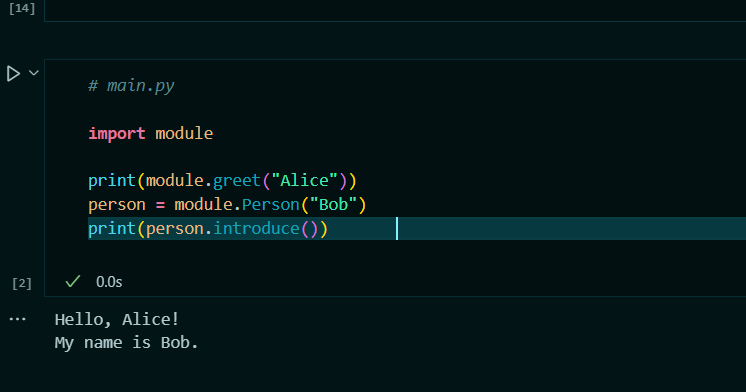 [14]
# main.py
import module
print(module.greet("Alice"))
person = module.Person("Bob")
print(person.introduce())
[2]
0.0s
Hello, Alice!
My name is Bob.